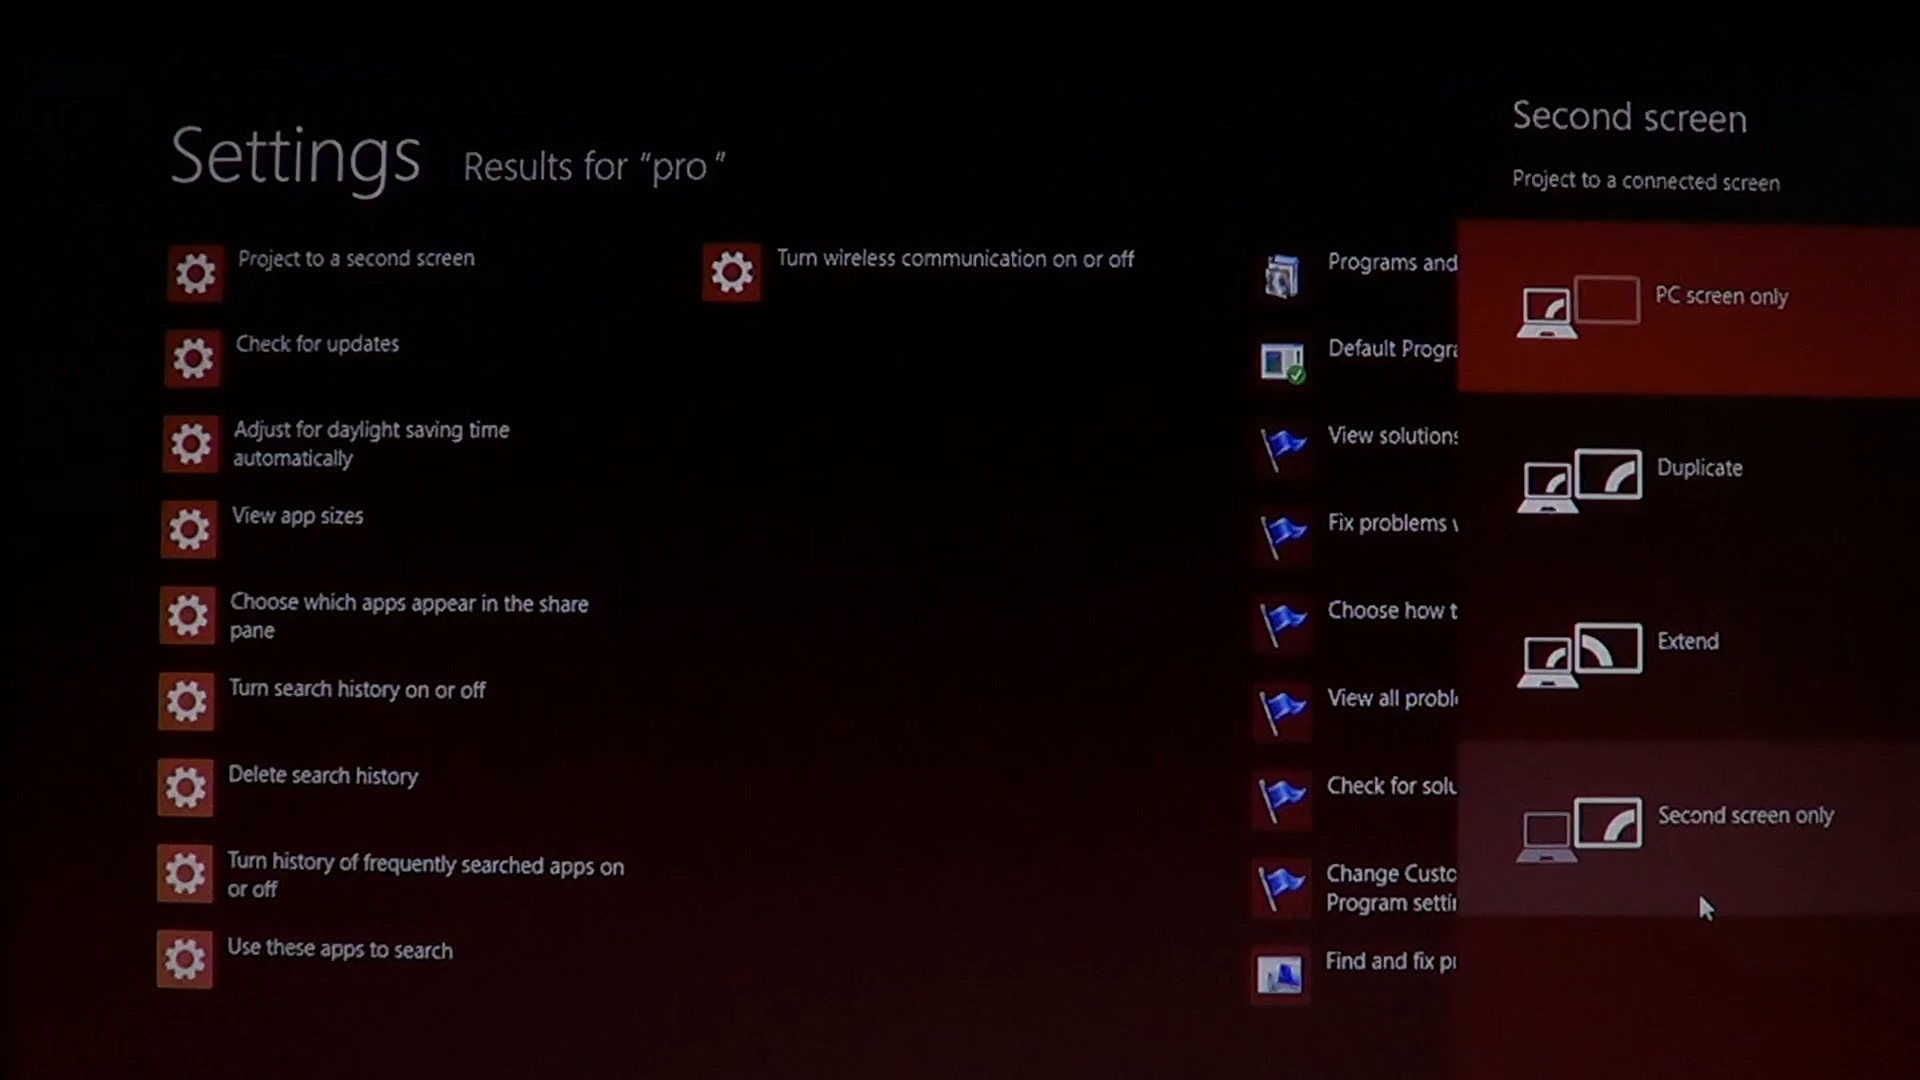 Settings Results for “pro ”
Project to a second screen
Check for updates
Adjust for daylight saving time
automatically
View app sizes
Choose which apps appear in the share
pane
Turn search history on or off
Delete search history
Turn history of frequently searched apps on
or off
Use these apps to search
Turn wireless communication on or off
Programs and
Default Progra
View solutions
Fix problems
Choose how t
View all proble
Check for solu
Change Custo
Program settin
Find and fix pr
Second screen
Project to a connected screen
PC screen only
Duplicate
Extend
Second screen only